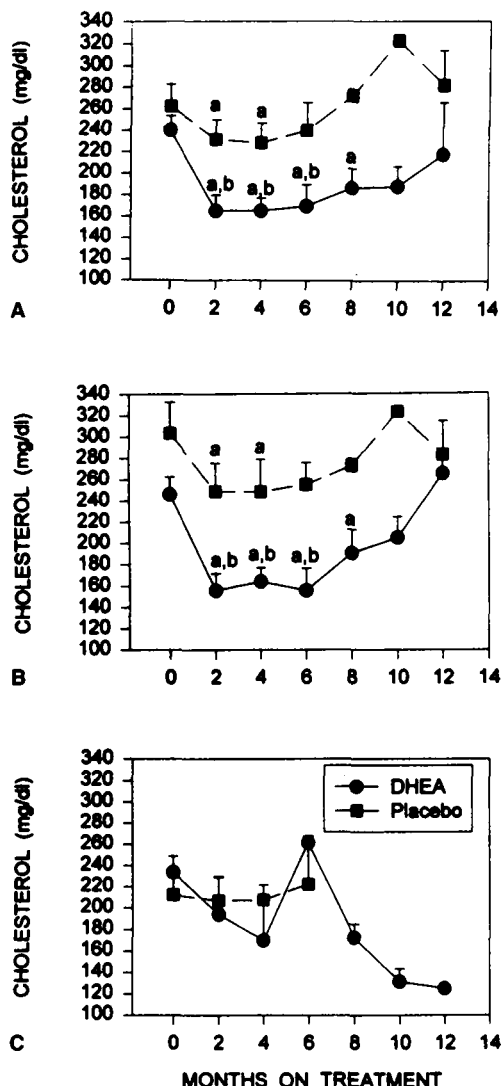 CHOLESTEROL (mg/dl)
340
320
300
280
260
240
220
200
180
160
140
120
100
a
a
a,b
a,b
a,b
a
0 2 4 6 8 10 12 14
A
CHOLESTEROL (mg/dl)
340
320
300
280
260
240
220
200
180
160
140
120
100
a
a
a,b
a,b
a,b
a
0 2 4 6 8 10 12 14
B
CHOLESTEROL (mg/dl)
340
320
300
280
260
240
220
200
180
160
140
120
100
DHEA
Placebo
0 2 4 6 8 10 12 14
C
MONTHS ON TREATMENT